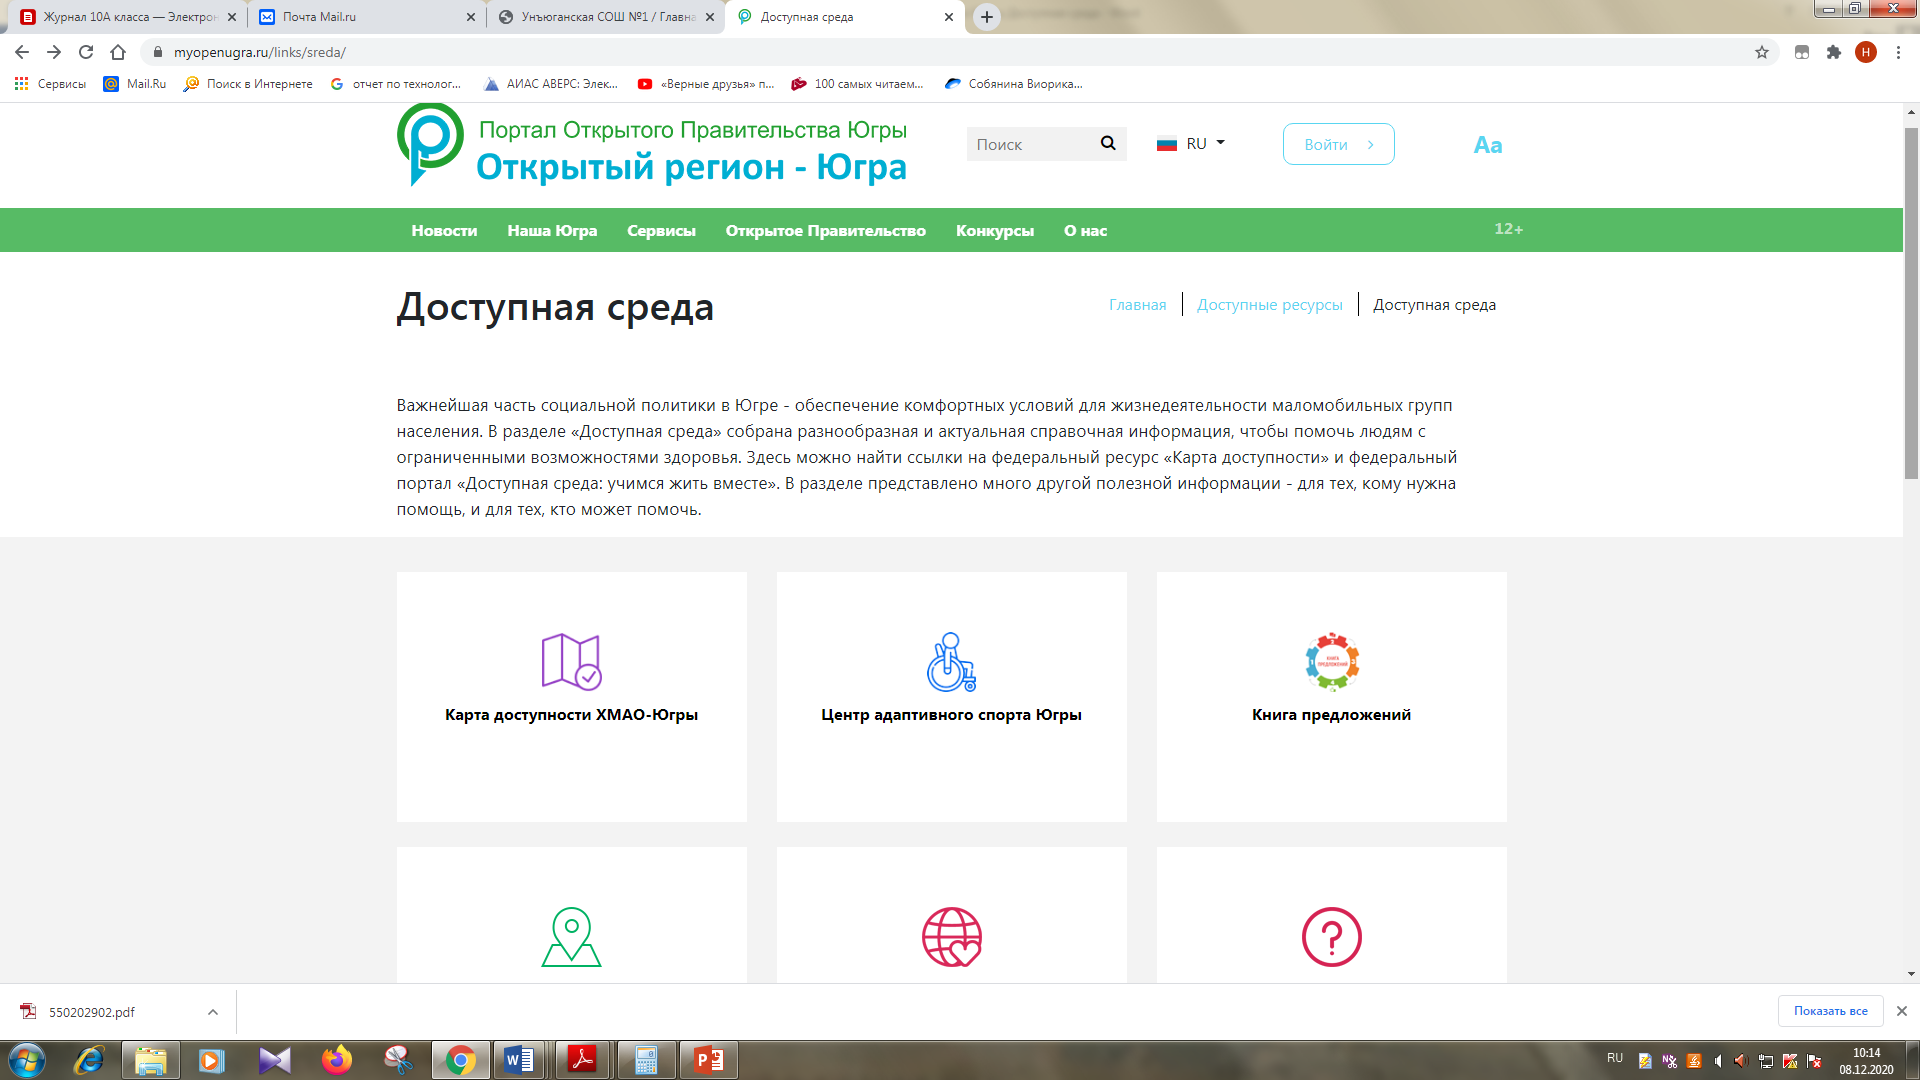 Журнал 10А класса — Электрон
Почта Mail.ru
Унъюганская СОШ №1 / Главна
Доступная среда
myopenugra.ru/links/sreda/
Н
Сервисы
Mail.Ru
Поиск в Интернете
отчет по технолог...
АИАС АВЕРС: Элек...
«Верные друзья» п...
100 самых читаем...
Собянина Виорика...
Портал Открытого Правительства Югры
Открытый регион - Югра
Поиск
RU
Войти
Аа
Новости
Наша Югра
Сервисы
Открытое Правительство
Конкурсы
О нас
12+
Доступная среда
Главная
Доступные ресурсы
Доступная среда
Важнейшая часть социальной политики в Югре - обеспечение комфортных условий для жизнедеятельности маломобильных групп
населения. В разделе «Доступная среда» собрана разнообразная и актуальная справочная информация, чтобы помочь людям с
ограниченными возможностями здоровья. Здесь можно найти ссылки на федеральный ресурс «Карта доступности» и федеральный
портал «Доступная среда: учимся жить вместе». В разделе представлено много другой полезной информации - для тех, кому нужна
помощь, и для тех, кто может помочь.
КНИГА
ПРЕДЛОЖЕНИЙ
Карта доступности ХМАО-Югры
Центр адаптивного спорта Югры
Книга предложений
550202902.pdf
Показать все
RU
10:14
08.12.2020